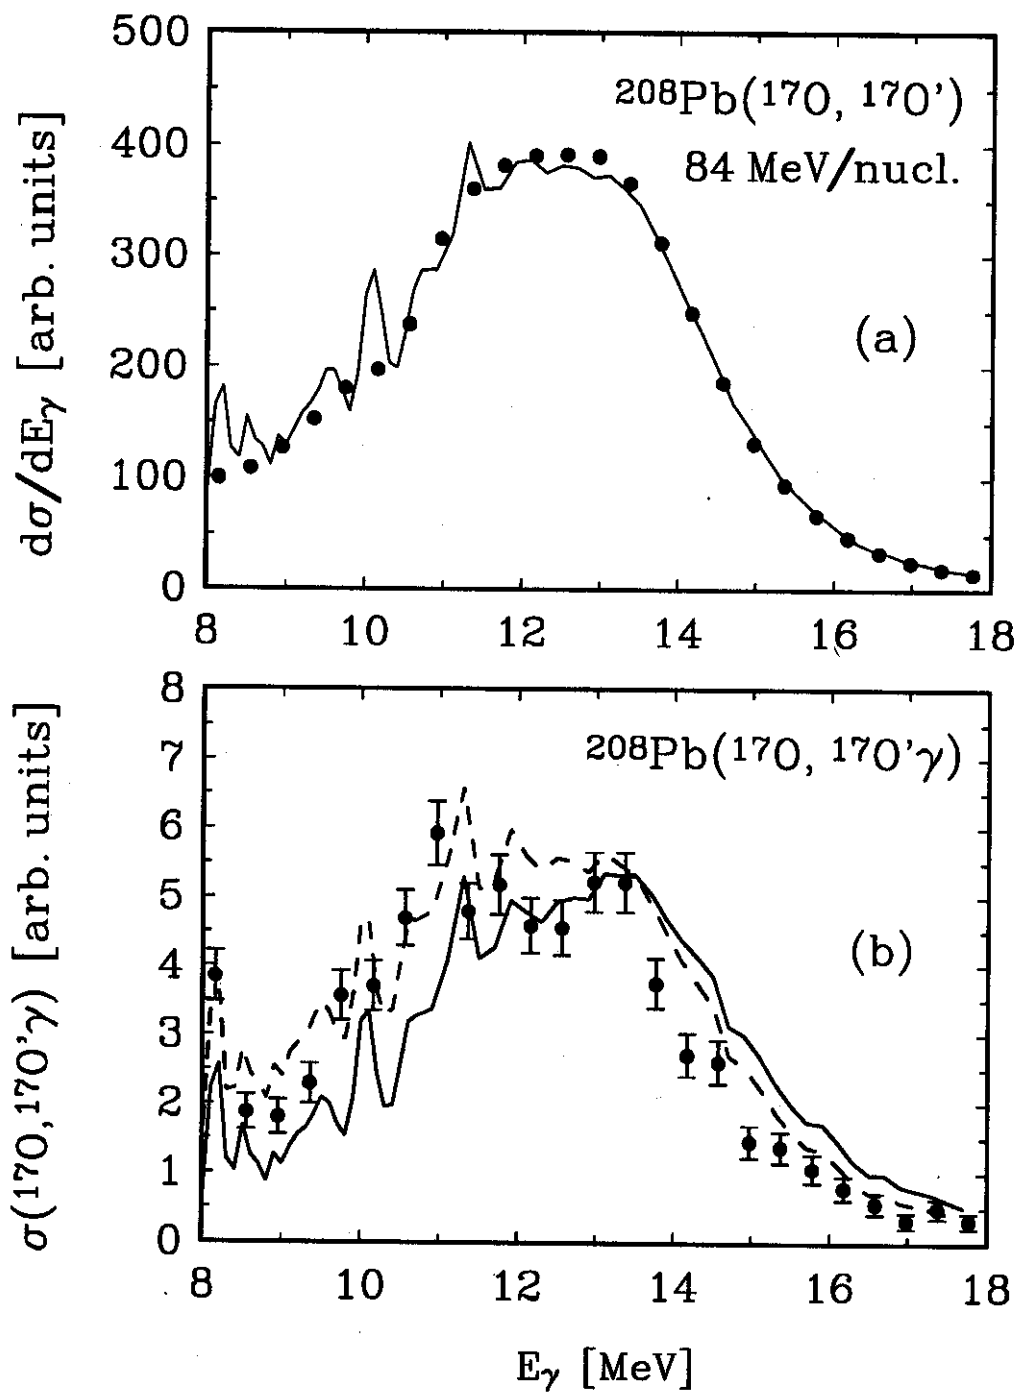 500
400
300
200
100
0
dσ/dEγ [arb. units]
208Pb(17O, 17O')
84 MeV/nucl.
(a)
8 10 12 14 16 18
8
7
6
5
4
3
2
1
0
σ(17O,17O'γ) [arb. units]
208Pb(17O, 17O'γ)
(b)
8 10 12 14 16 18
Eγ [MeV]